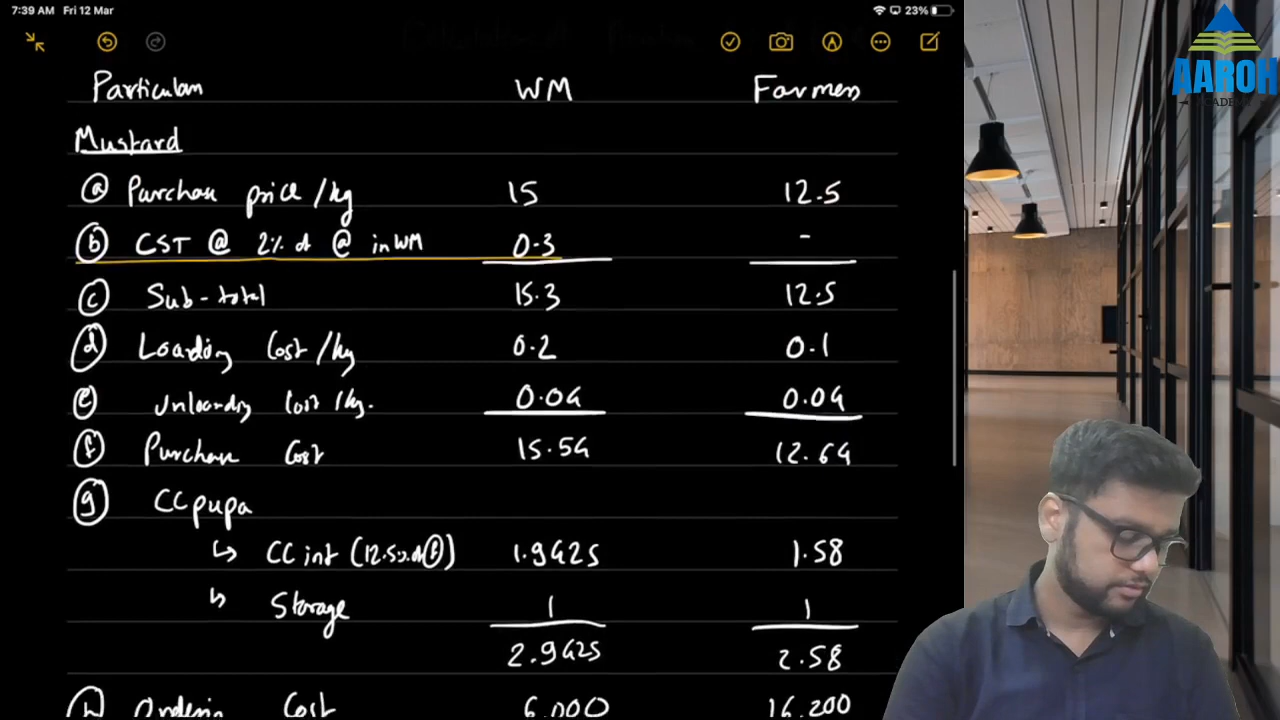 7:39 AM Fri 12 Mar 23%
AAROH
ACADEMY
Particulars WM Farmers
Mustard
ⓐ Purchase price/kg 15 12.5
ⓑ CST @ 2% of ⓐ in WM 0.3 -
ⓒ Sub-total 15.3 12.5
ⓓ Loading Cost/kg 0.2 0.1
ⓔ Unloading Cost/kg. 0.04 0.04
ⓕ Purchase Cost 15.54 12.64
ⓖ CCpupa
↳ CC int (12.5% of ⓕ) 1.9425 1.58
↳ Storage 1 1
2.9425 2.58
ⓗ Ordering Cost 6,000 16,200